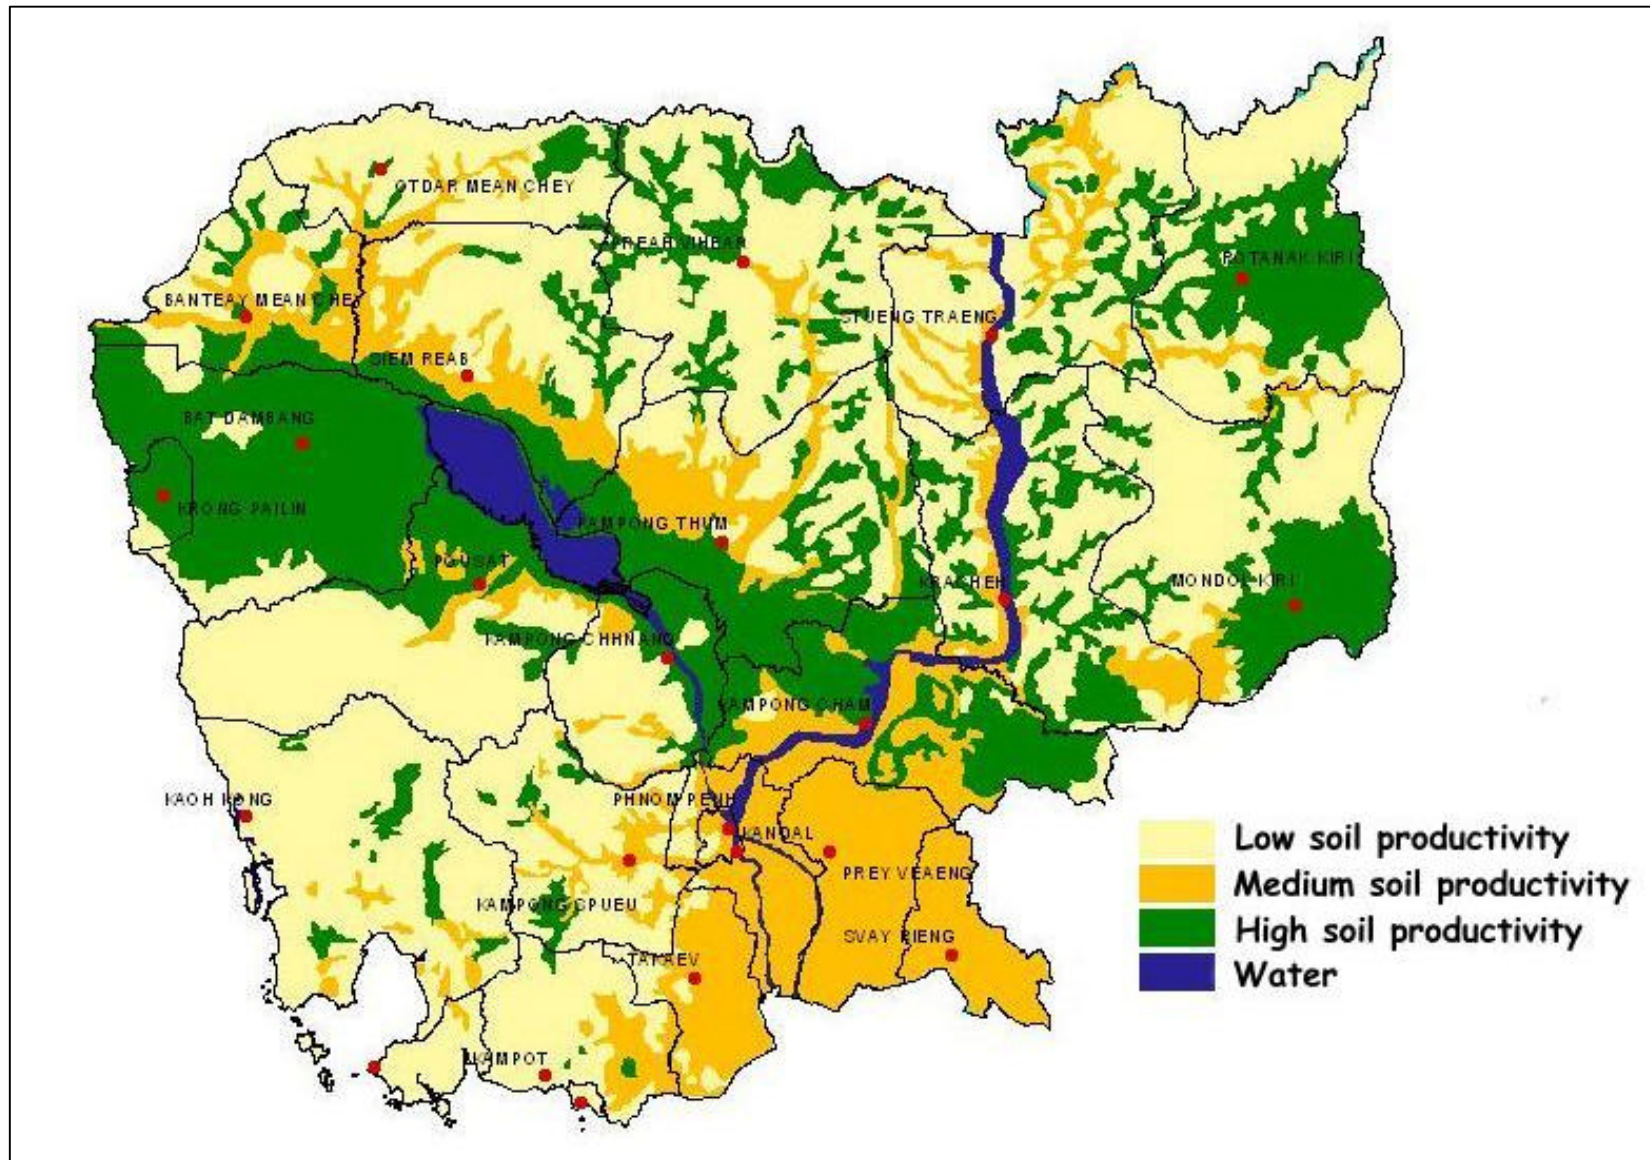 OTDAR MEAN CHEY
PREAH VIHEAR
ROTANAK KIRI
BANTEAY MEAN CHEY
STUENG TRAENG
SIEM REAB
BAT DAMBANG
KRONG PAILIN
KAMPONG THUM
POUSAT
KRACHEH
MONDOL KIRI
KAMPONG CHHNANG
KAMPONG CHAM
KAOH KONG
PHNOM PENH
KANDAL
PREY VEAENG
KAMPONG SPUEU
SVAY RIENG
TAKAEV
KAMPOT
Low soil productivity
Medium soil productivity
High soil productivity
Water